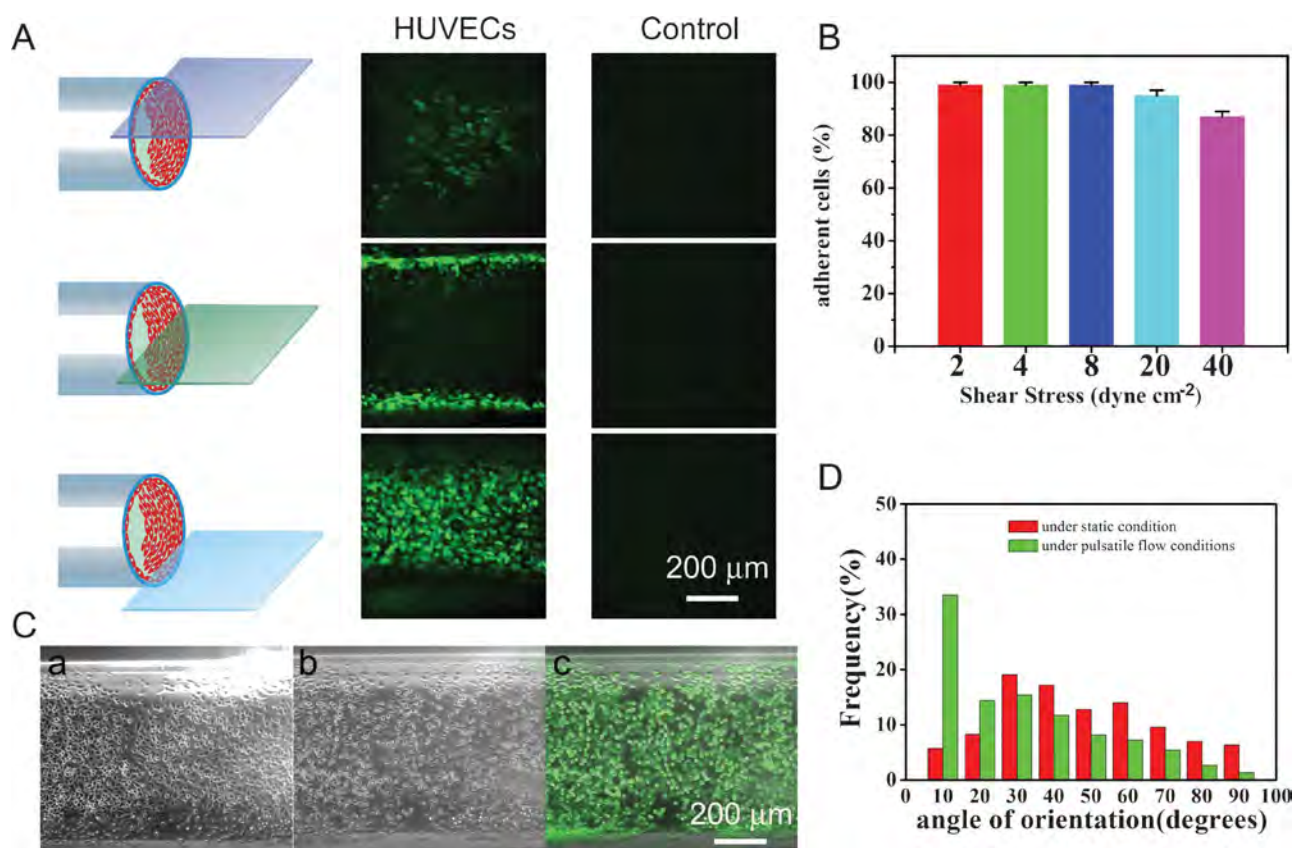 A
HUVECs
Control
200 μm
B
100
80
60
40
20
0
adherent cells (%)
2 4 8 20 40
Shear Stress (dyne cm-2)
C
a
b
c
200 μm
D
50
40
30
20
10
0
Frequency(%)
under static condition
under pulsatile flow conditions
0 10 20 30 40 50 60 70 80 90 100
angle of orientation(degrees)